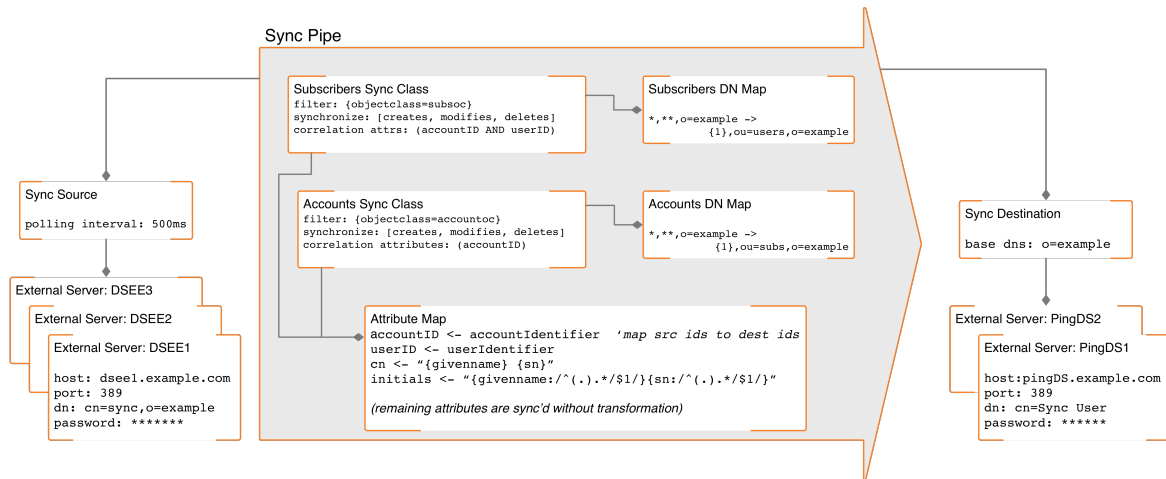 Sync Pipe
Subscribers Sync Class
filter: {objectclass=subsoc}
synchronize: [creates, modifies, deletes]
correlation attrs: (accountID AND userID)
Subscribers DN Map
*,**,o=example ->
{1},ou=users,o=example
Sync Source
polling interval: 500ms
Accounts Sync Class
filter: {objectclass=accountoc}
synchronize: [creates, modifies, deletes]
correlation attributes: (accountID)
Accounts DN Map
*,**,o=example ->
{1},ou=subs,o=example
Sync Destination
base dns: o=example
External Server: DSEE3
External Server: DSEE2
External Server: DSEE1
host: dsee1.example.com
port: 389
dn: cn=sync,o=example
password: *******
Attribute Map
accountID <- accountIdentifier  ‘map src ids to dest ids
userID <- userIdentifier
cn <- “{givenname} {sn}”
initials <- “{givenname:/^(.).*/$1/}{sn:/^(.).*/$1/}”
(remaining attributes are sync’d without transformation)
External Server: PingDS2
External Server: PingDS1
host:pingDS.example.com
port: 389
dn: cn=Sync User
password: ******